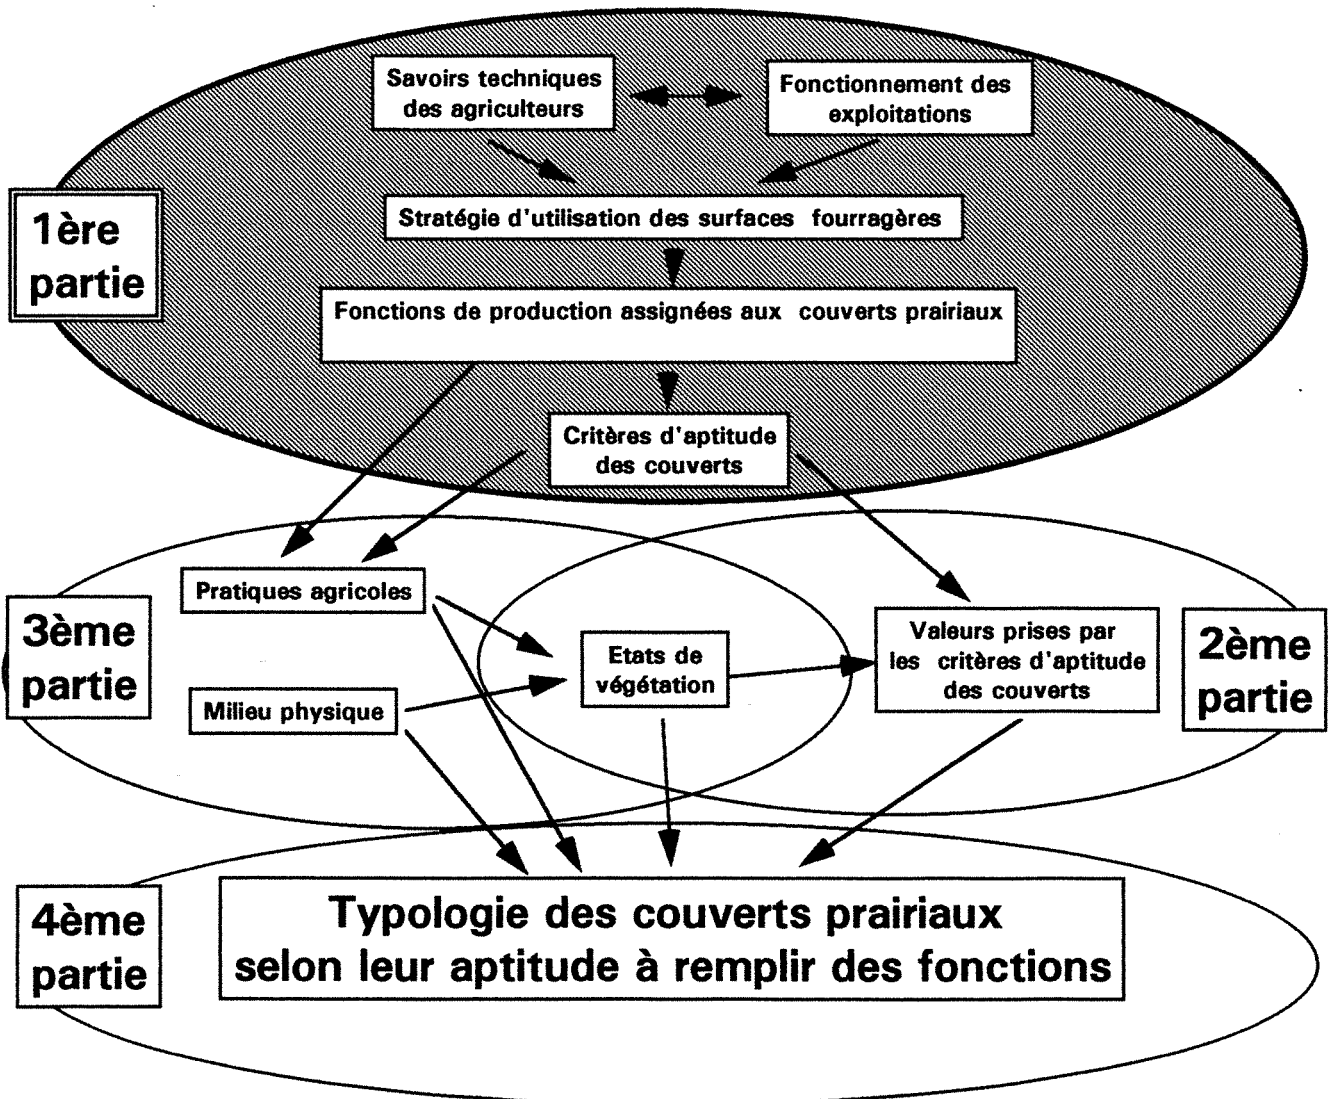 Savoirs techniques
des agriculteurs
Fonctionnement des
exploitations
1ère
partie
Stratégie d'utilisation des surfaces fourragères
Fonctions de production assignées aux couverts prairiaux
Critères d'aptitude
des couverts
3ème
partie
Pratiques agricoles
Milieu physique
Etats de
végétation
Valeurs prises par
les critères d'aptitude
des couverts
2ème
partie
4ème
partie
Typologie des couverts prairiaux
selon leur aptitude à remplir des fonctions